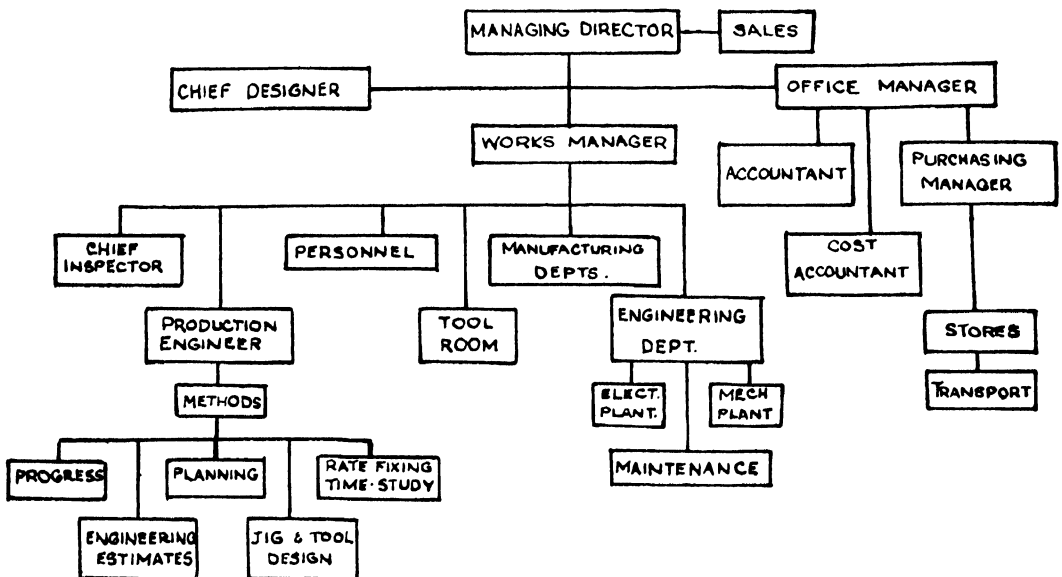 MANAGING DIRECTOR
SALES
CHIEF DESIGNER
OFFICE MANAGER
WORKS MANAGER
ACCOUNTANT
PURCHASING
MANAGER
CHIEF
INSPECTOR
PERSONNEL
MANUFACTURING
DEPTS.
COST
ACCOUNTANT
PRODUCTION
ENGINEER
TOOL
ROOM
ENGINEERING
DEPT.
STORES
METHODS
ELECT.
PLANT.
MECH
PLANT
TRANSPORT
PROGRESS
PLANNING
RATE FIXING
TIME·STUDY
MAINTENANCE
ENGINEERING
ESTIMATES
JIG & TOOL
DESIGN